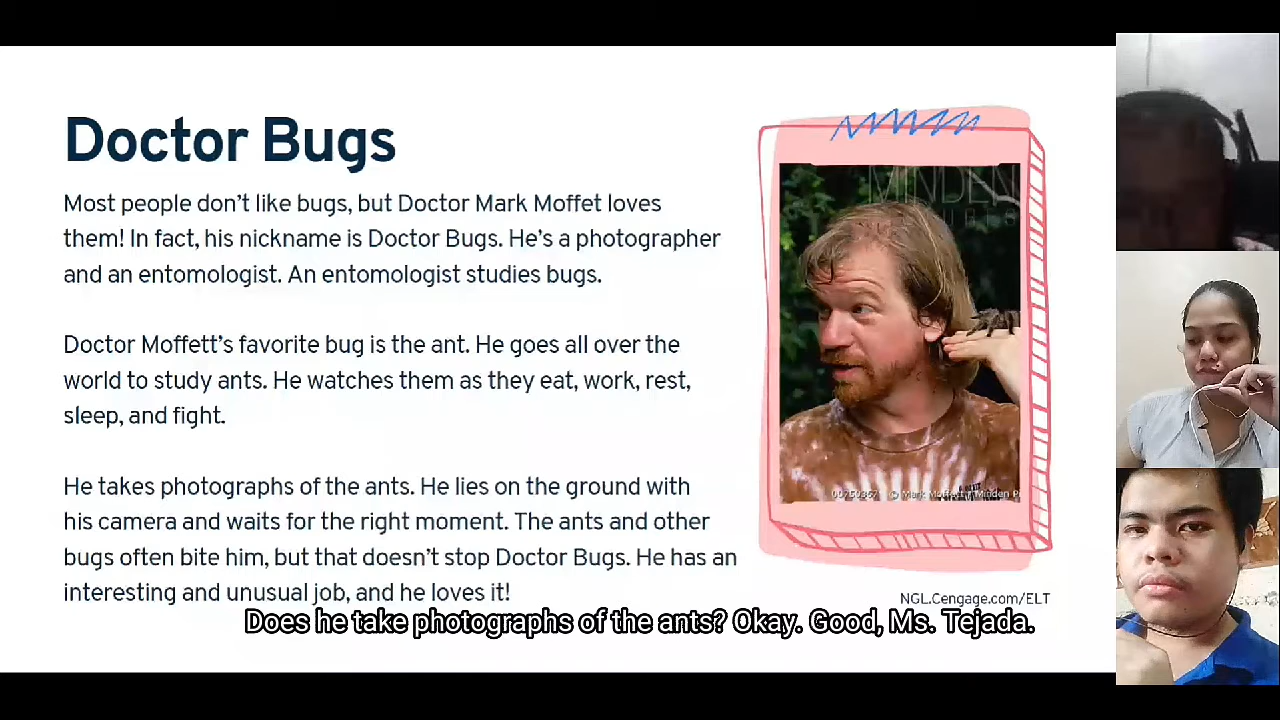 Doctor Bugs
Most people don't like bugs, but Doctor Mark Moffet loves
them! In fact, his nickname is Doctor Bugs. He's a photographer
and an entomologist. An entomologist studies bugs.
Doctor Moffett's favorite bug is the ant. He goes all over the
world to study ants. He watches them as they eat, work, rest,
sleep, and fight.
He takes photographs of the ants. He lies on the ground with
his camera and waits for the right moment. The ants and other
bugs often bite him, but that doesn't stop Doctor Bugs. He has an
interesting and unusual job, and he loves it!
MINDEN
© Mark Moffett / Minden P
NGL.Cengage.com/ELT
Does he take photographs of the ants? Okay. Good, Ms. Tejada.